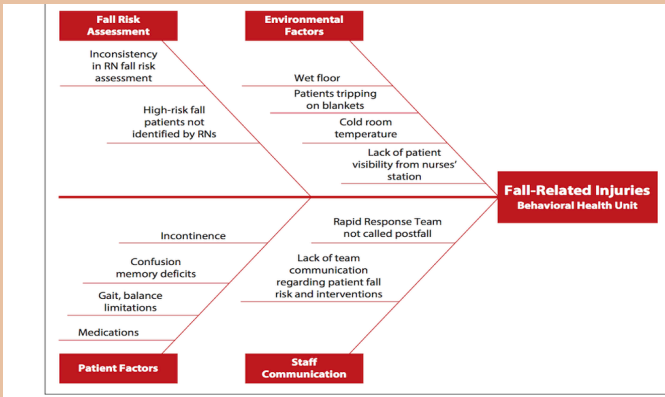 Fall Risk
Assessment
Inconsistency
in RN fall risk
assessment
High-risk fall
patients not
identified by RNs
Environmental
Factors
Wet floor
Patients tripping
on blankets
Cold room
temperature
Lack of patient
visibility from nurses'
station
Fall-Related Injuries
Behavioral Health Unit
Incontinence
Confusion
memory deficits
Gait, balance
limitations
Medications
Patient Factors
Rapid Response Team
not called postfall
Lack of team
communication
regarding patient fall
risk and interventions
Staff
Communication